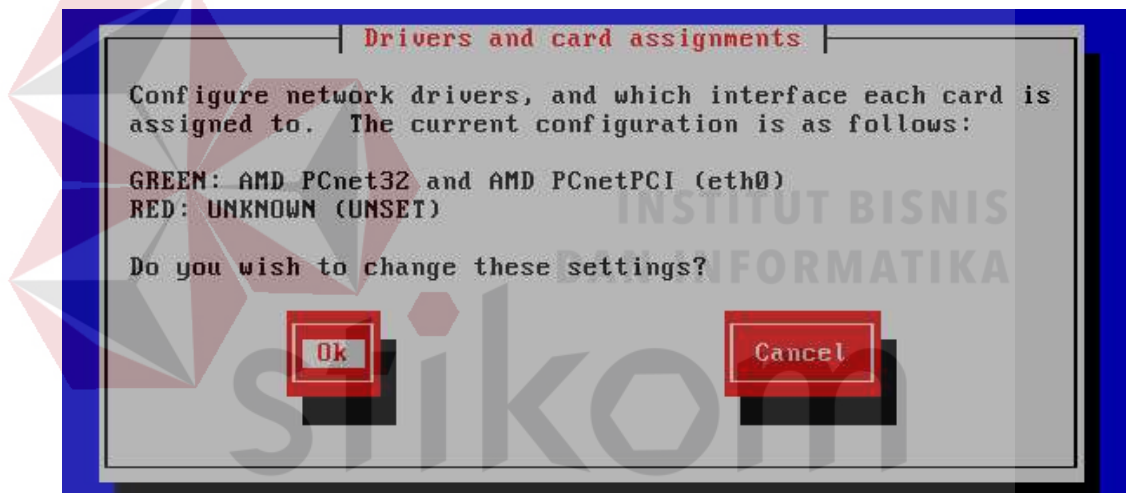 Drivers and card assignments
Configure network drivers, and which interface each card is
assigned to.  The current configuration is as follows:
GREEN: AMD PCnet32 and AMD PCnetPCI (eth0)
RED: UNKNOWN (UNSET)
Do you wish to change these settings?
Ok
Cancel
INSTITUT BISNIS
DAN INFORMATIKA
stikom